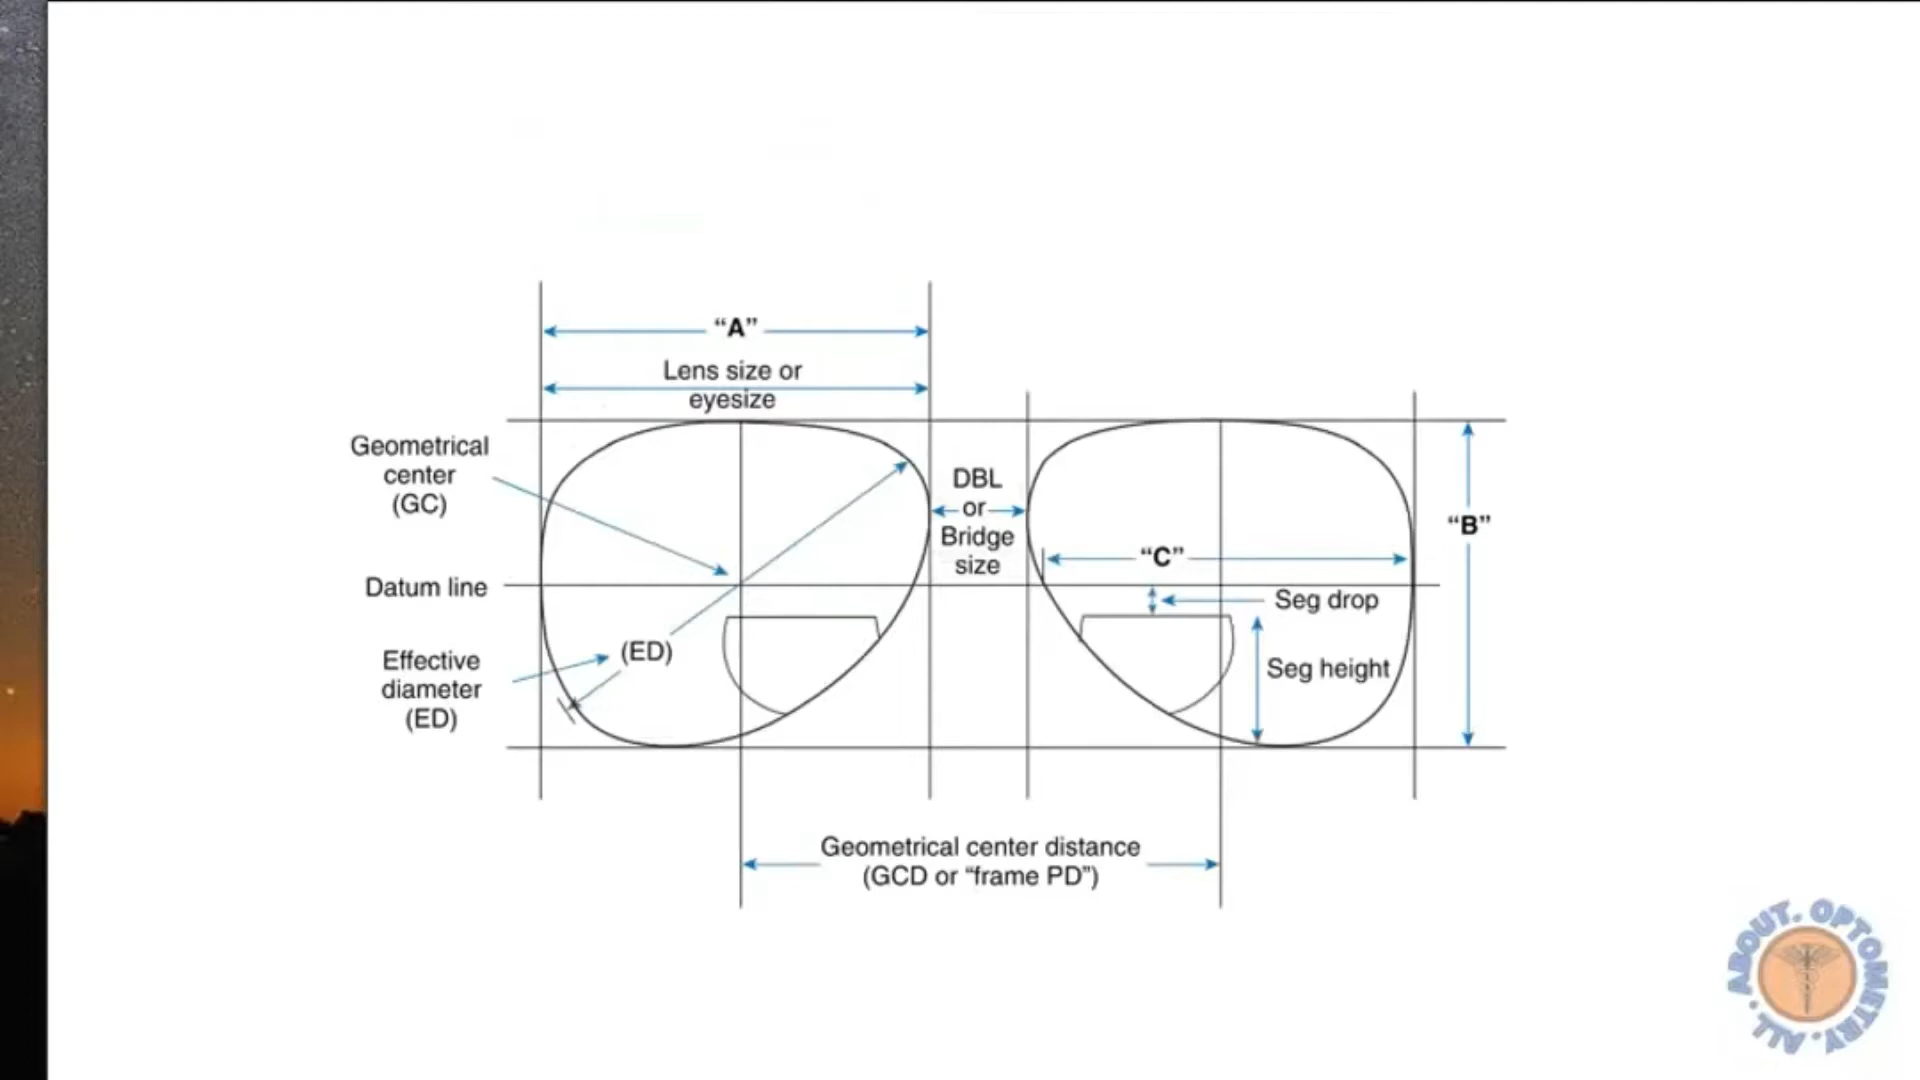 “A”
Lens size or
eyesize
Geometrical
center
(GC)
DBL
or
Bridge
size
“B”
“C”
Datum line
Seg drop
(ED)
Effective
diameter
(ED)
Seg height
Geometrical center distance
(GCD or “frame PD”)
ALL. ABOUT. OPTOMETRY.